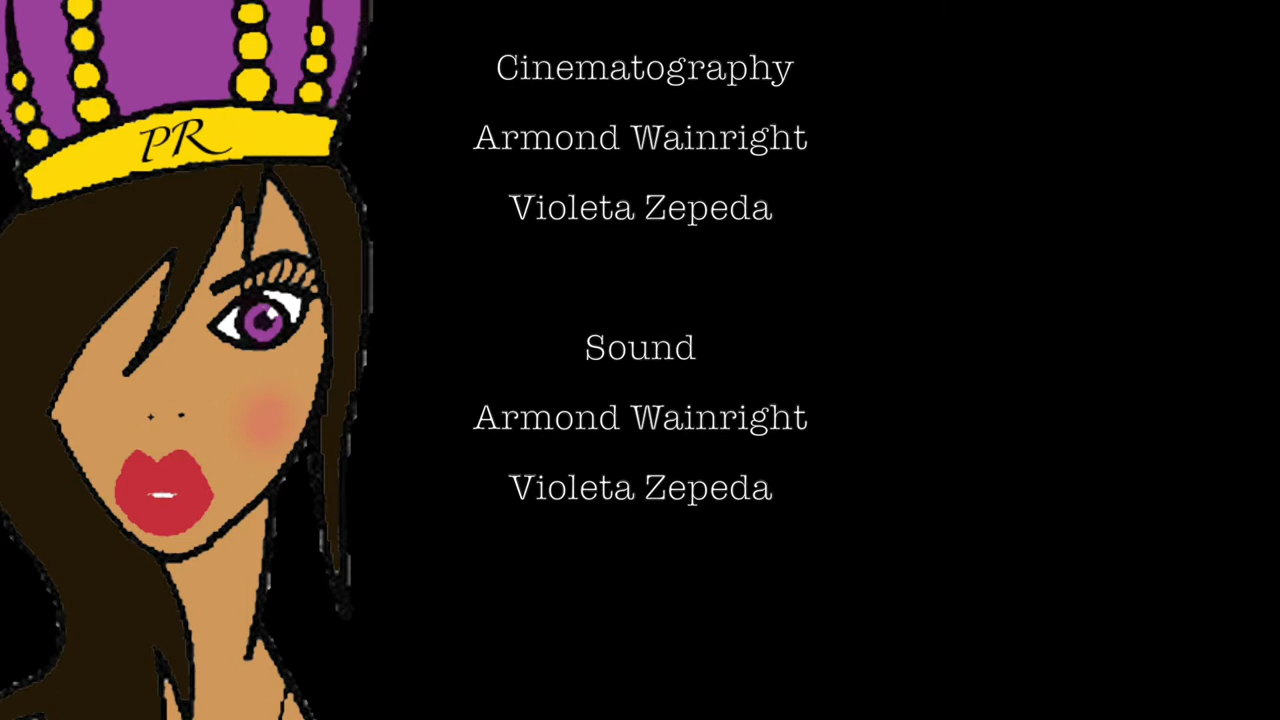 PR
Cinematography
Armond Wainright
Violeta Zepeda
Sound
Armond Wainright
Violeta Zepeda